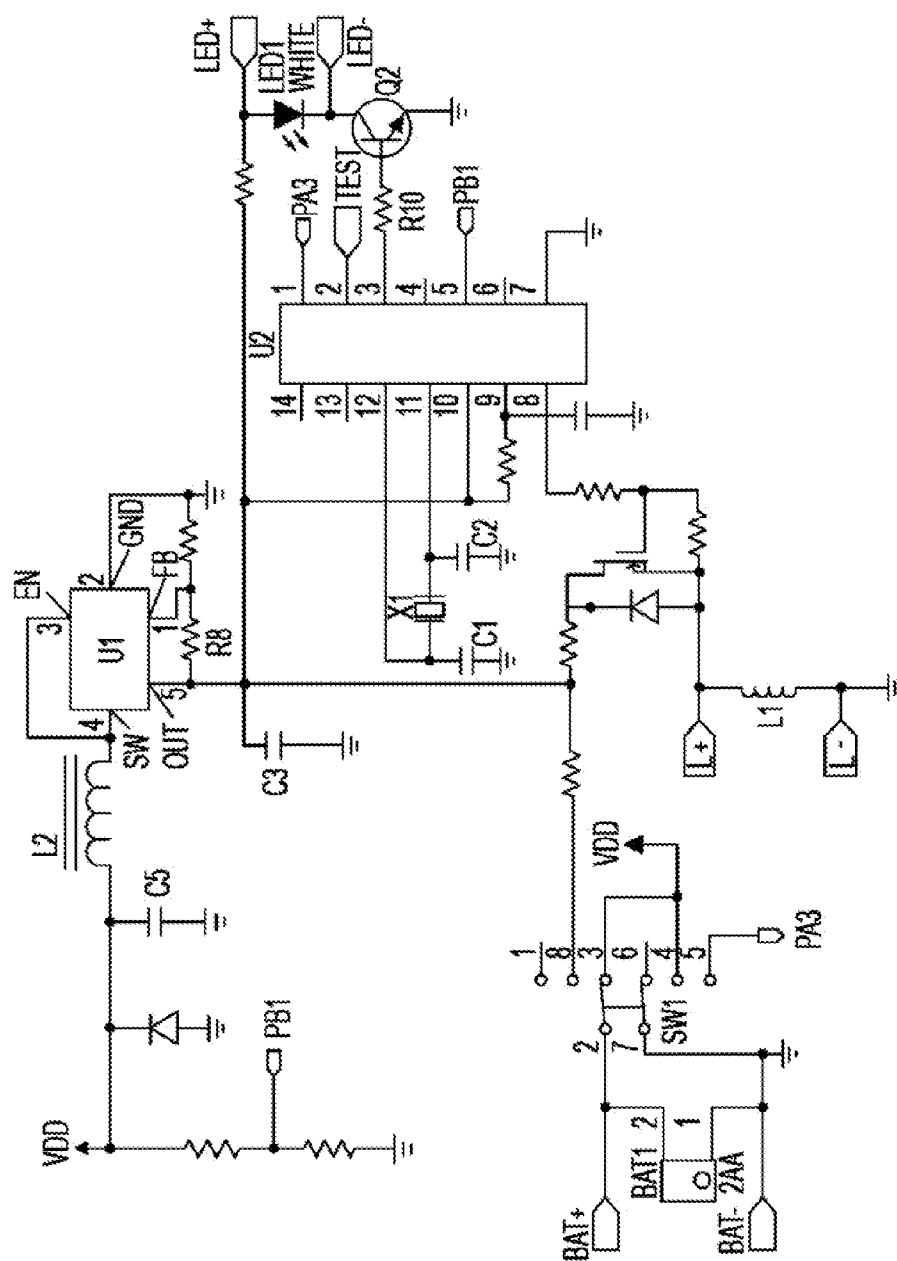 LED+
LED1
WHITE
LED-
Q2
PA3
TEST
R10
PB1
1
2
3
4
5
6
7
U2
14
13
12
11
10
9
8
EN
3
2
GND
FB
U1
1
R8
4
5
SW
OUT
L2
C5
C3
X1
C2
C1
L1
L+
L-
VDD
PB1
VDD
1
8
3
6
4
5
PA3
SW1
2
7
BAT1
2
1
2AA
BAT+
BAT-